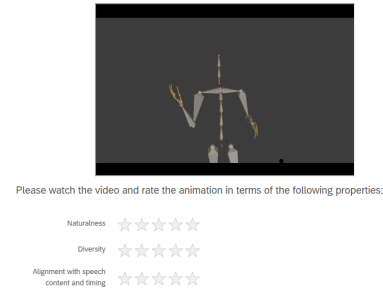 Please watch the video and rate the animation in terms of the following properties:
Naturalness
Diversity
Alignment with speech
content and timing